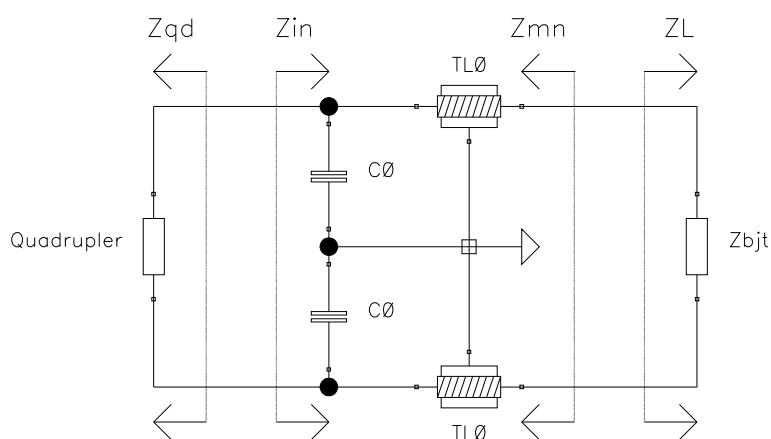 Zqd
Zin
Zmn
ZL
TLØ
CØ
Quadrupler
Zbjt
CØ
TLØ